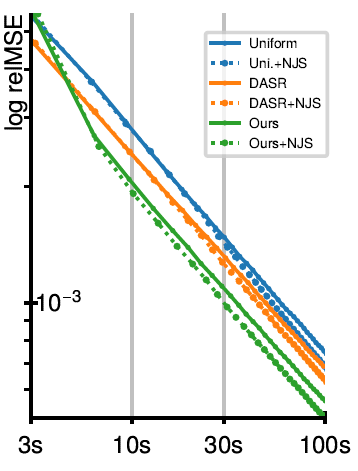 log relMSE
Uniform
Uni.+NJS
DASR
DASR+NJS
Ours
Ours+NJS
10⁻³
3s 10s 30s 100s